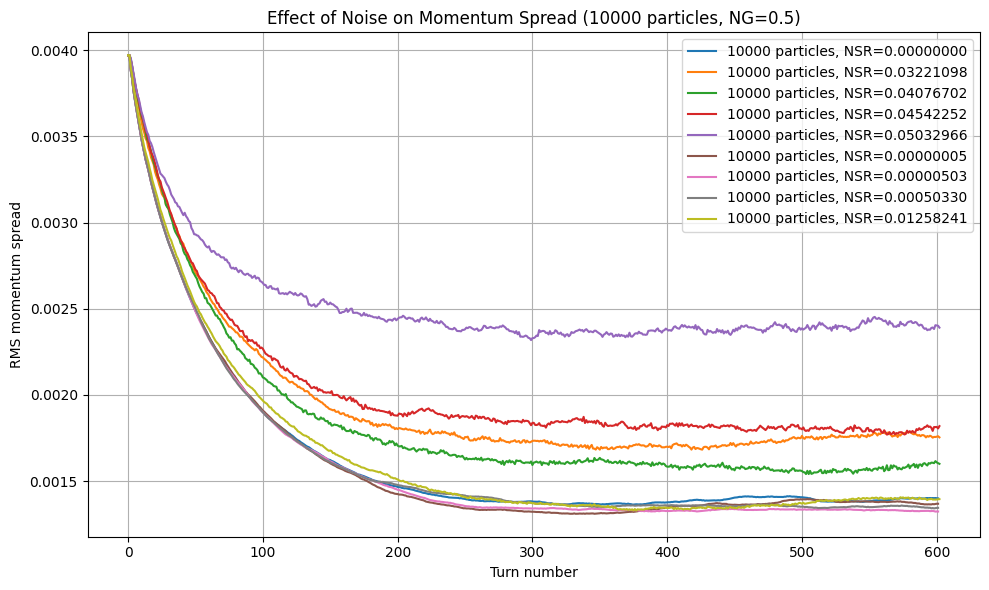 Effect of Noise on Momentum Spread (10000 particles, NG=0.5)
0.0040
0.0035
0.0030
0.0025
0.0020
0.0015
RMS momentum spread
10000 particles, NSR=0.00000000
10000 particles, NSR=0.03221098
10000 particles, NSR=0.04076702
10000 particles, NSR=0.04542252
10000 particles, NSR=0.05032966
10000 particles, NSR=0.00000005
10000 particles, NSR=0.00000503
10000 particles, NSR=0.00050330
10000 particles, NSR=0.01258241
0 100 200 300 400 500 600
Turn number